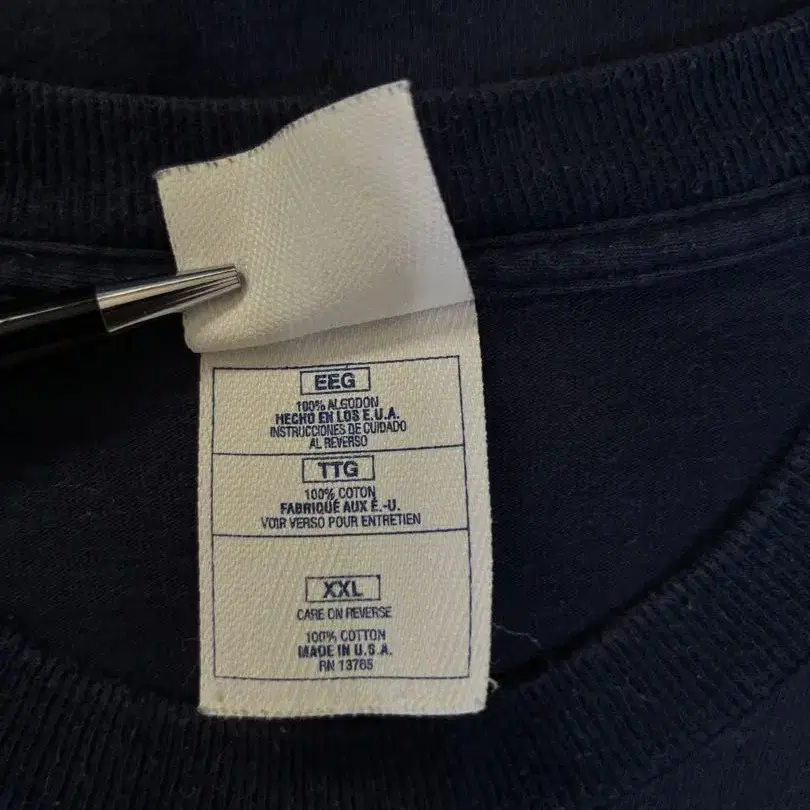 EEG
100% ALGODON
HECHO EN LOS E.U.A.
INSTRUCCIONES DE CUIDADO
AL REVERSO
TTG
100% COTON
FABRIQUÉ AUX É.-U.
VOIR VERSO POUR ENTRETIEN
XXL
CARE ON REVERSE
100% COTTON
MADE IN U.S.A.
RN 13765